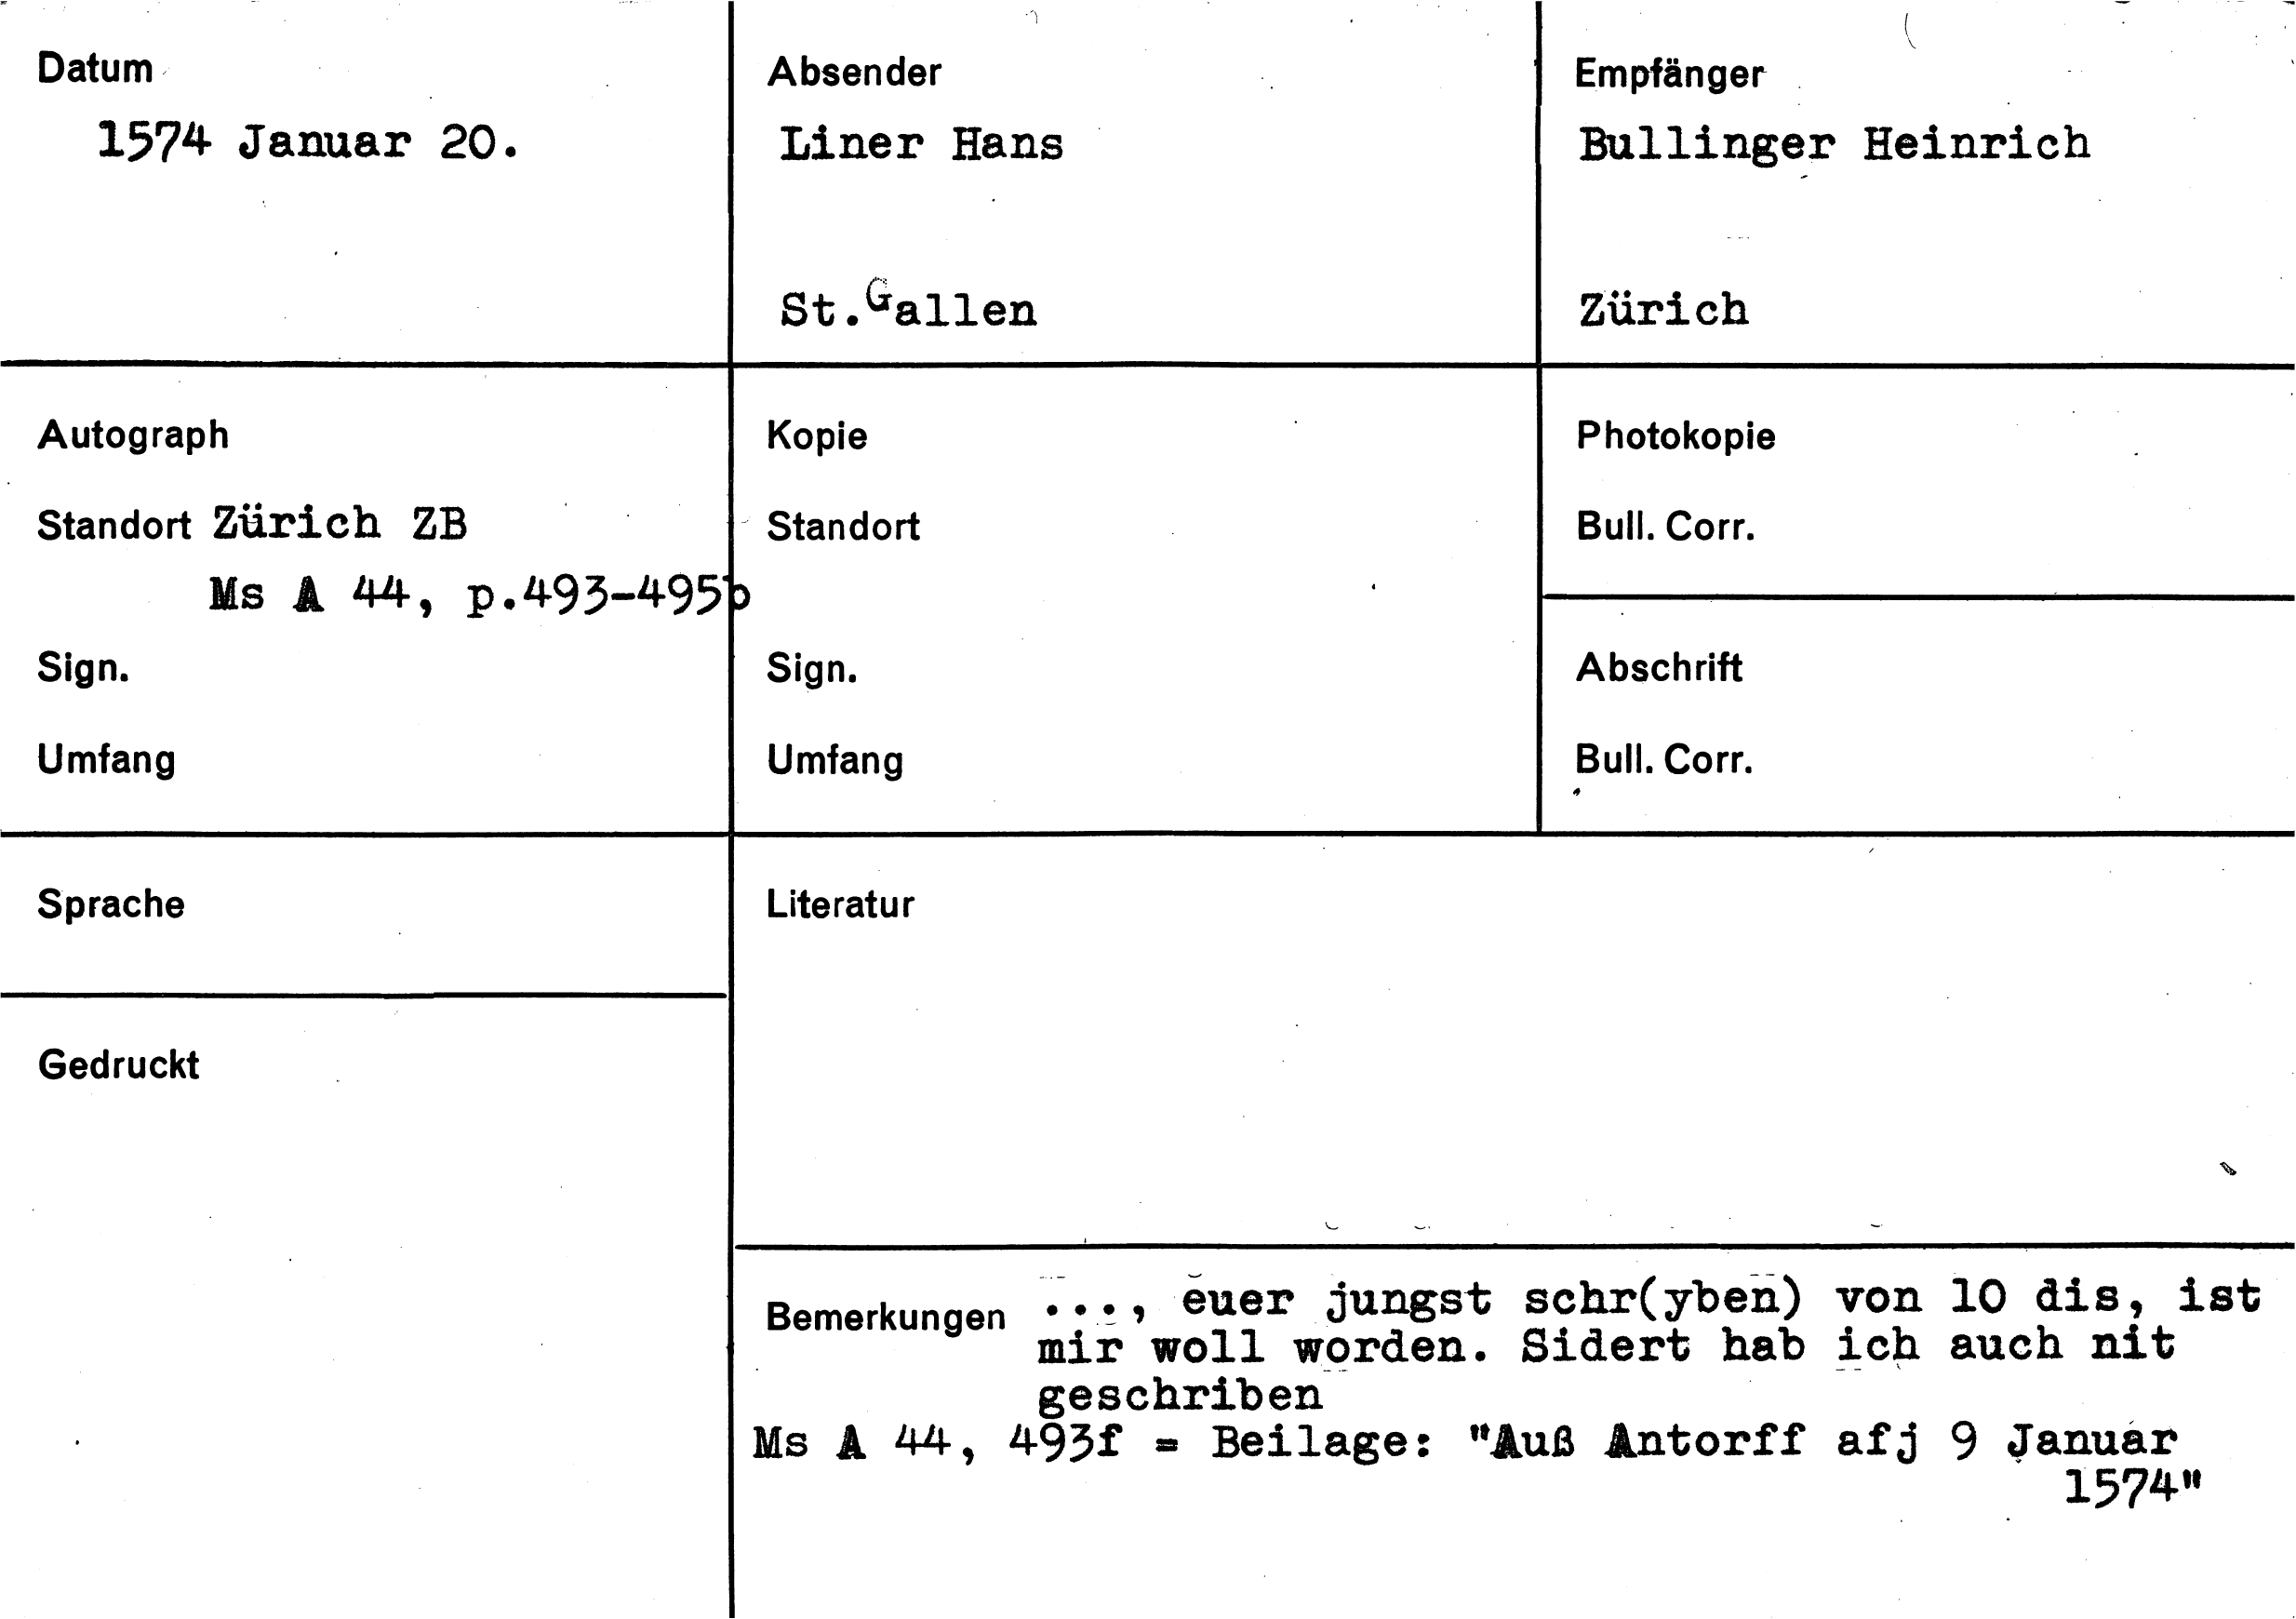 Datum
1574 Januar 20.
Absender
Liner Hans
St.Gallen
Empfänger
Bullinger Heinrich
Zürich
Autograph
Standort Zürich ZB
Ms A 44, p.493-495b
Sign.
Umfang
Kopie
Standort
Sign.
Umfang
Photokopie
Bull. Corr.
Abschrift
Bull. Corr.
Sprache
Gedruckt
Literatur
Bemerkungen ..., euer jungst schr(yben) von 10 dis, ist
mir woll worden. Sidert hab ich auch nit
geschriben
Ms A 44, 493f = Beilage: "Auß Antorff afj 9 Januar
1574"